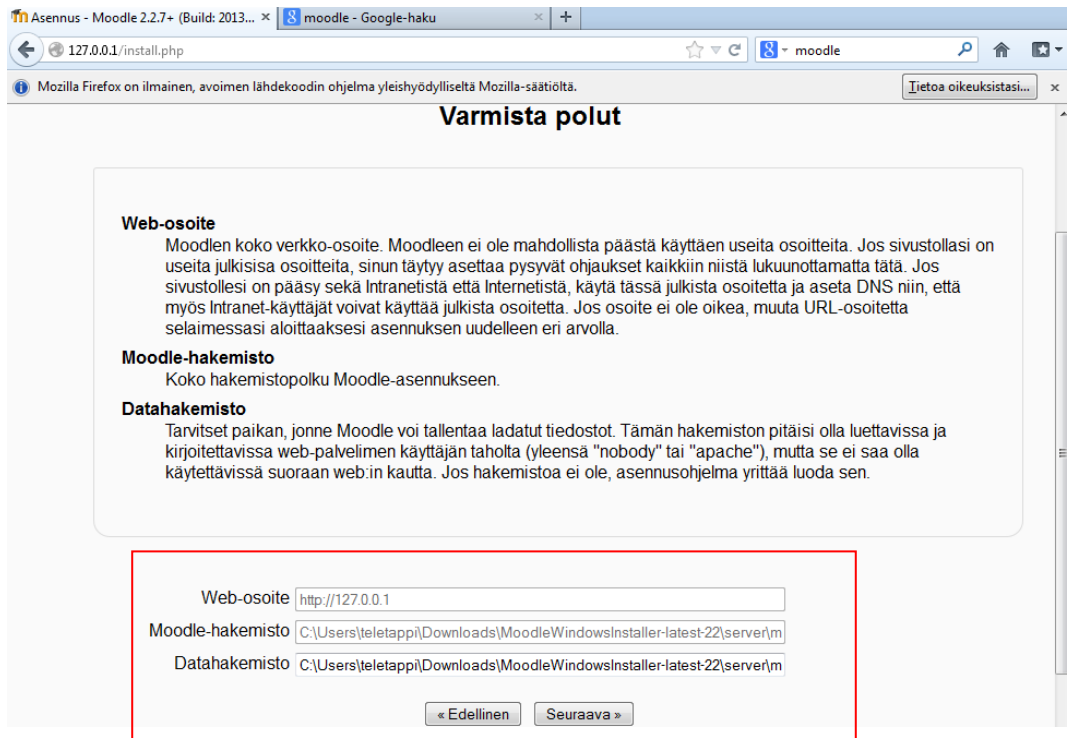 Asennus - Moodle 2.2.7+ (Build: 2013...
moodle - Google-haku
127.0.0.1/install.php
moodle
Mozilla Firefox on ilmainen, avoimen lähdekoodin ohjelma yleishyödylliseltä Mozilla-säätiöltä.
Tietoa oikeuksistasi...
Varmista polut
Web-osoite
Moodlen koko verkko-osoite. Moodleen ei ole mahdollista päästä käyttäen useita osoitteita. Jos sivustollasi on
useita julkisisa osoitteita, sinun täytyy asettaa pysyvät ohjaukset kaikkiin niistä lukuunottamatta tätä. Jos
sivustollesi on pääsy sekä Intranetistä että Internetistä, käytä tässä julkista osoitetta ja aseta DNS niin, että
myös Intranet-käyttäjät voivat käyttää julkista osoitetta. Jos osoite ei ole oikea, muuta URL-osoitetta
selaimessasi aloittaaksesi asennuksen uudelleen eri arvolla.
Moodle-hakemisto
Koko hakemistopolku Moodle-asennukseen.
Datahakemisto
Tarvitset paikan, jonne Moodle voi tallentaa ladatut tiedostot. Tämän hakemiston pitäisi olla luettavissa ja
kirjoitettavissa web-palvelimen käyttäjän taholta (yleensä "nobody" tai "apache"), mutta se ei saa olla
käytettävissä suoraan web:in kautta. Jos hakemistoa ei ole, asennusohjelma yrittää luoda sen.
Web-osoite http://127.0.0.1
Moodle-hakemisto C:\Users\teletappi\Downloads\MoodleWindowsInstaller-latest-22\server\m
Datahakemisto C:\Users\teletappi\Downloads\MoodleWindowsInstaller-latest-22\server\m
« Edellinen Seuraava »